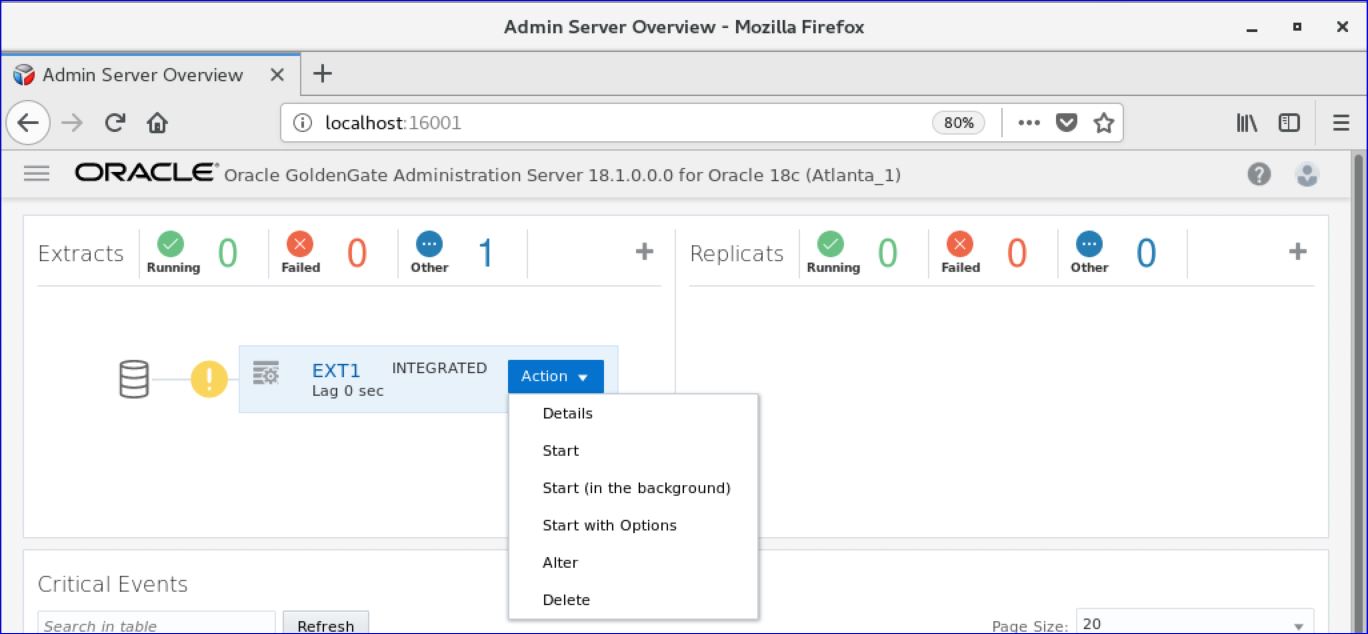 Admin Server Overview - Mozilla Firefox
Admin Server Overview
localhost:16001
80%
ORACLE® Oracle GoldenGate Administration Server 18.1.0.0.0 for Oracle 18c (Atlanta_1)
Extracts Running 0 Failed 0 Other 1
Replicats Running 0 Failed 0 Other 0
EXT1 INTEGRATED Action
Lag 0 sec
Details
Start
Start (in the background)
Start with Options
Alter
Delete
Critical Events
Search in table Refresh Page Size: 20